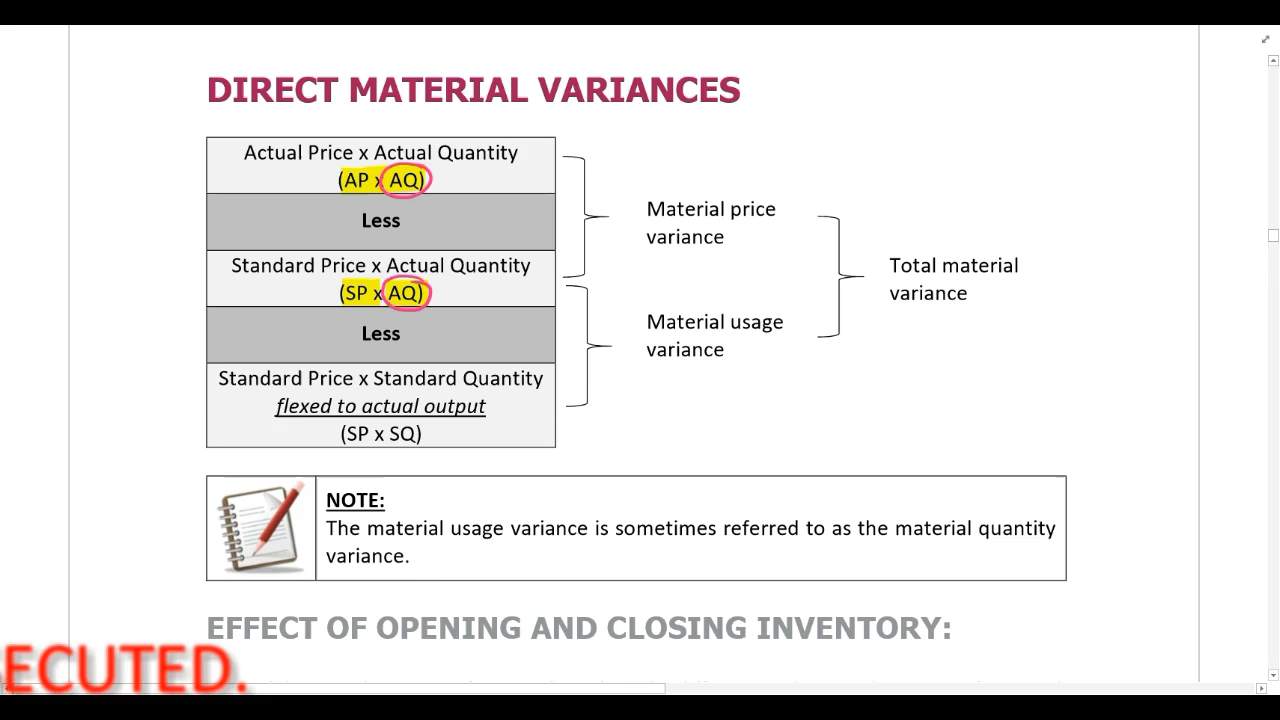 DIRECT MATERIAL VARIANCES
Actual Price x Actual Quantity
(AP x AQ)
Less
Standard Price x Actual Quantity
(SP x AQ)
Less
Standard Price x Standard Quantity
flexed to actual output
(SP x SQ)
Material price
variance
Material usage
variance
Total material
variance
NOTE:
The material usage variance is sometimes referred to as the material quantity
variance.
EFFECT OF OPENING AND CLOSING INVENTORY:
ECUTED.